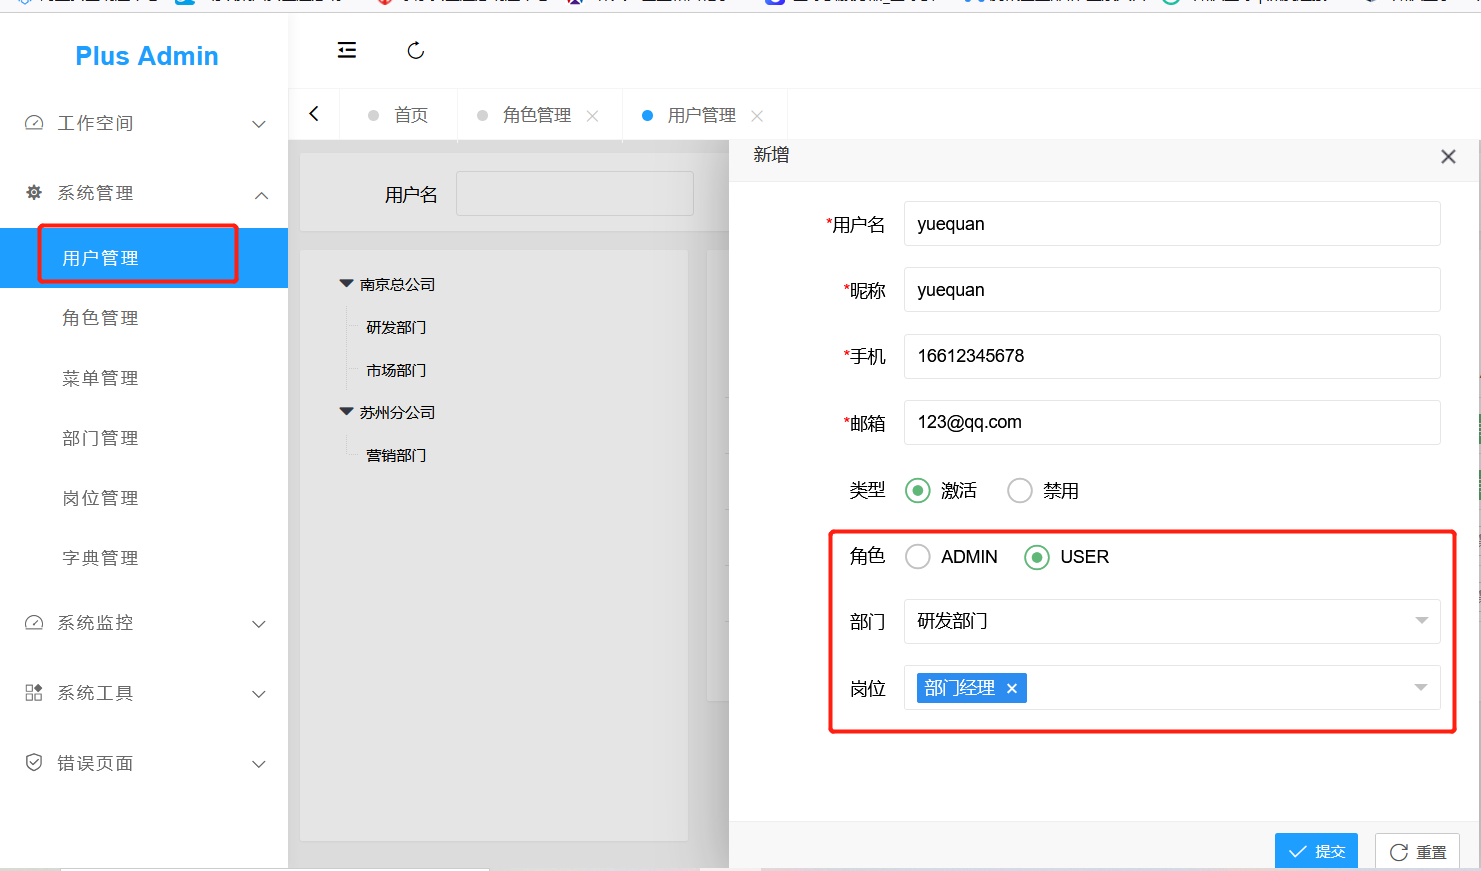 Plus Admin
工作空间
系统管理
用户管理
角色管理
菜单管理
部门管理
岗位管理
字典管理
系统监控
系统工具
错误页面
首页
角色管理
用户管理
用户名
南京总公司
研发部门
市场部门
苏州分公司
营销部门
新增
*用户名 yuequan
*昵称 yuequan
*手机 16612345678
*邮箱 123@qq.com
类型 激活 禁用
角色 ADMIN USER
部门 研发部门
岗位 部门经理 ×
提交 重置